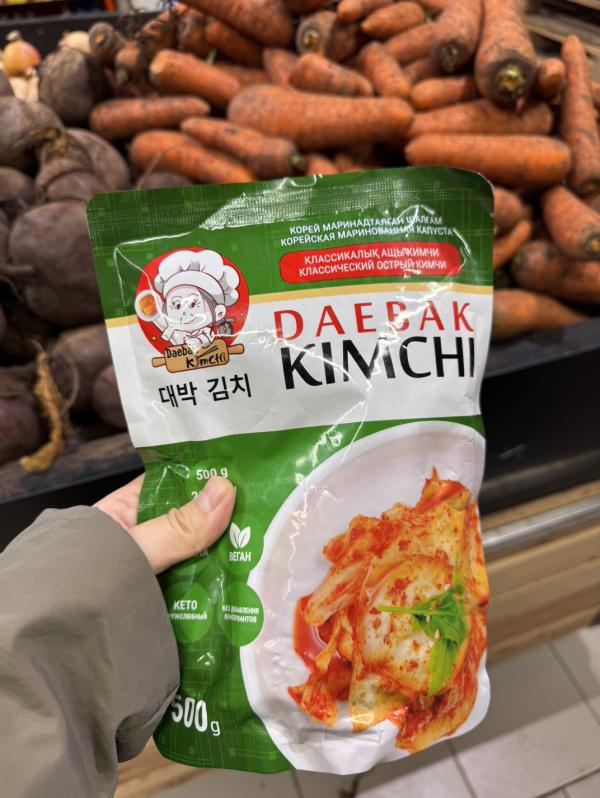 КОРЕЙ МАРИНАДТАЛҒАН ШАЛҒАМ
КОРЕЙСКАЯ МАРИНОВАННАЯ КАПУСТА
КЛАССИКАЛЫҚ АЩЫ КИМЧИ
КЛАССИЧЕСКИЙ ОСТРЫЙ КИМЧИ
DAEBAK
KIMCHI
Daebak
Kimchi
대박 김치
500 g
ВЕГАН
КЕТО
БЕЗ ДОБАВЛЕНИЯ
КОНСЕРВАНТОВ
500 g